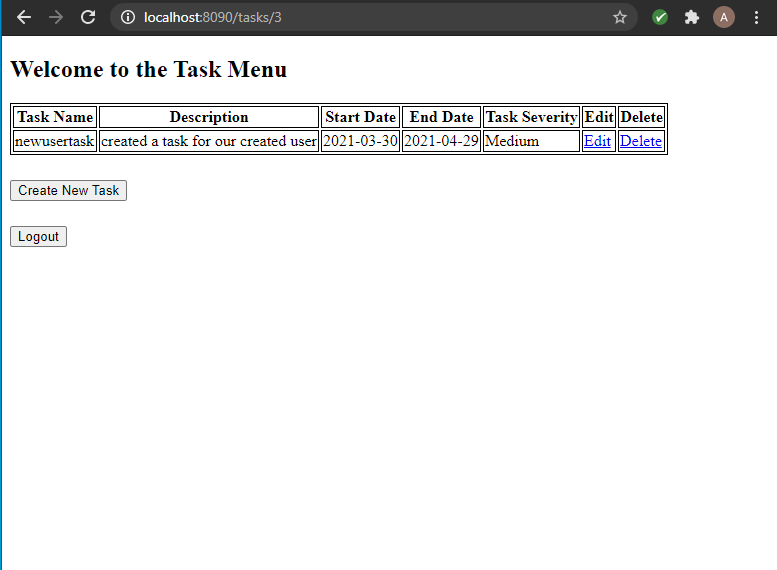 localhost:8090/tasks/3
A
Welcome to the Task Menu
Task Name Description Start Date End Date Task Severity Edit Delete
newusertask created a task for our created user 2021-03-30 2021-04-29 Medium Edit Delete
Create New Task
Logout